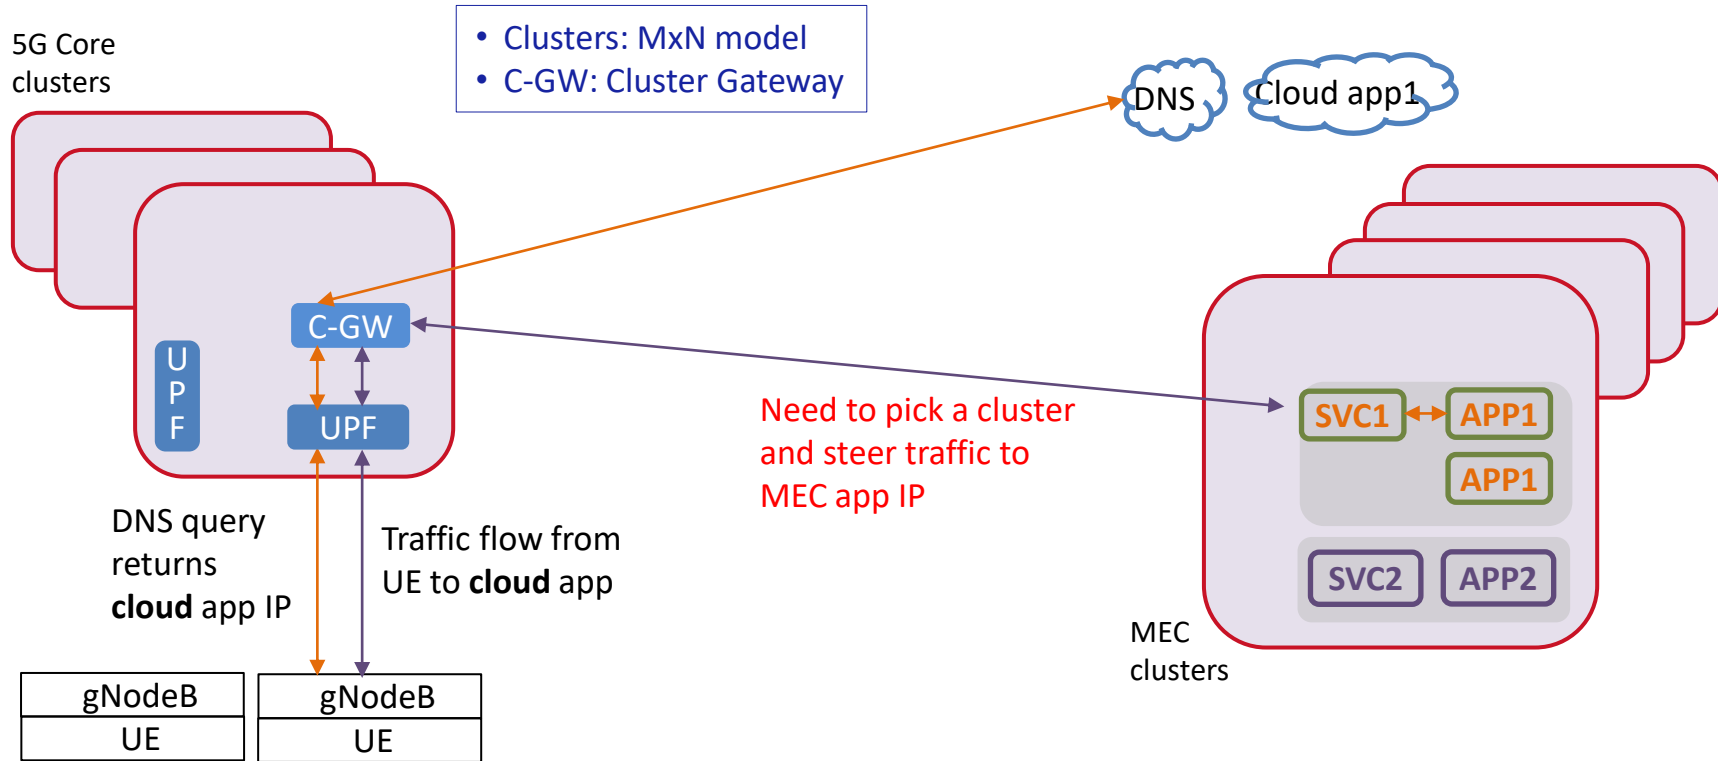 5G Core
clusters
• Clusters: MxN model
• C-GW: Cluster Gateway
DNS
Cloud app1
C-GW
U
P
F
UPF
Need to pick a cluster
and steer traffic to
MEC app IP
SVC1
APP1
APP1
SVC2
APP2
DNS query
returns
cloud app IP
Traffic flow from
UE to cloud app
MEC
clusters
gNodeB
UE
gNodeB
UE